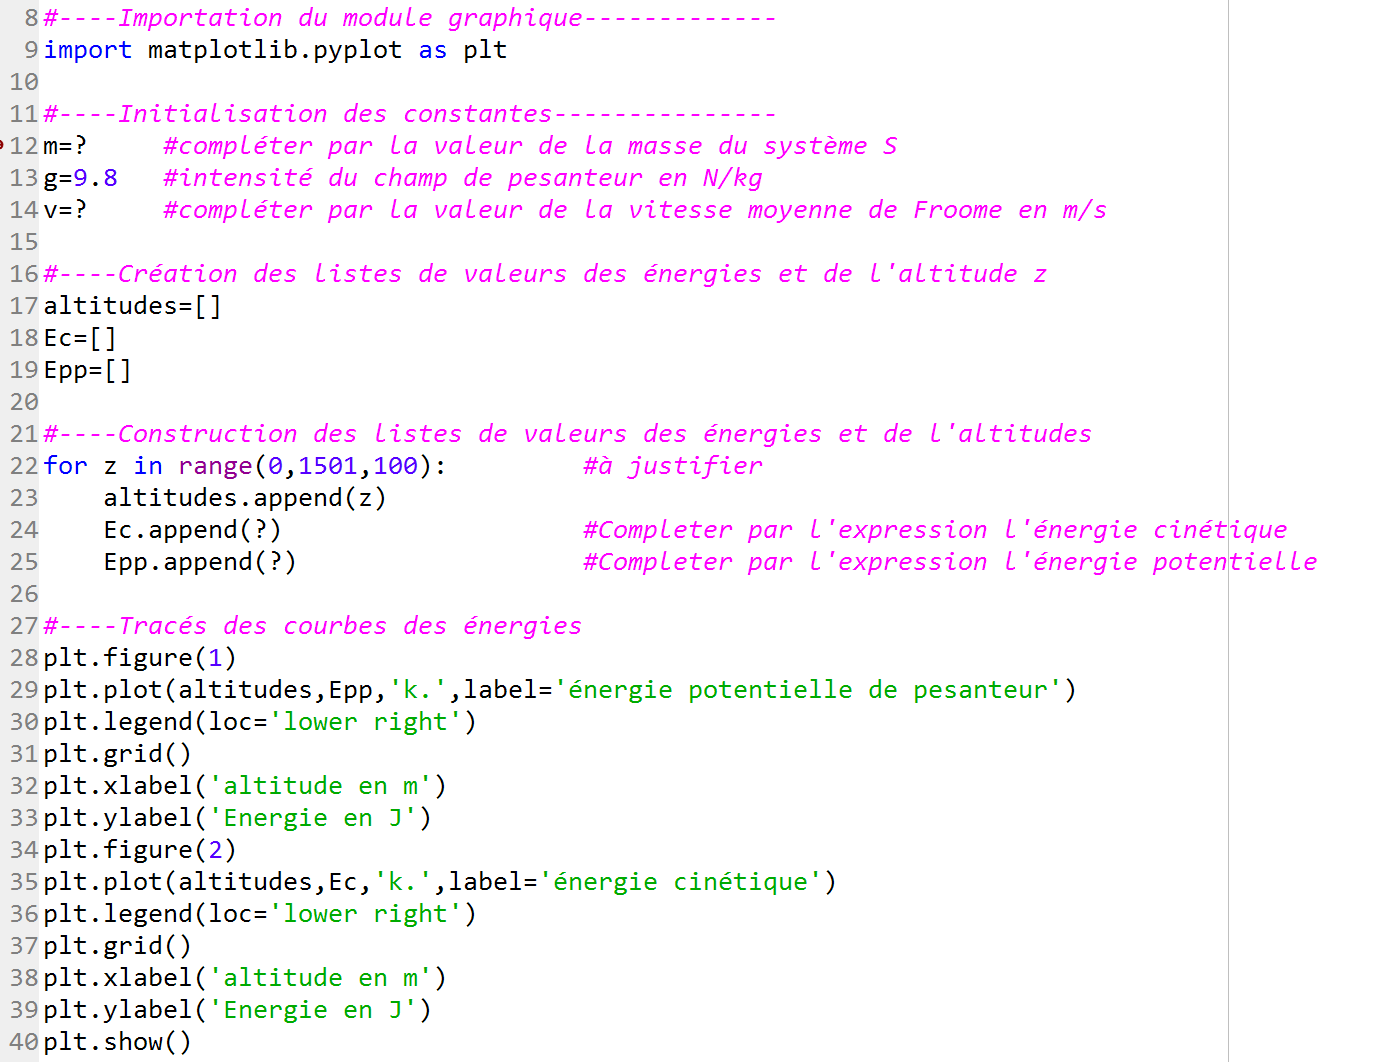 8 #----Importation du module graphique-------------
9 import matplotlib.pyplot as plt
10
11 #----Initialisation des constantes---------------
12 m=?     #compléter par la valeur de la masse du système S
13 g=9.8   #intensité du champ de pesanteur en N/kg
14 v=?     #compléter par la valeur de la vitesse moyenne de Froome en m/s
15
16 #----Création des listes de valeurs des énergies et de l'altitude z
17 altitudes=[]
18 Ec=[]
19 Epp=[]
20
21 #----Construction des listes de valeurs des énergies et de l'altitudes
22 for z in range(0,1501,100):         #à justifier
23     altitudes.append(z)
24     Ec.append(?)                    #Completer par l'expression l'énergie cinétique
25     Epp.append(?)                   #Completer par l'expression l'énergie potentielle
26
27 #----Tracés des courbes des énergies
28 plt.figure(1)
29 plt.plot(altitudes,Epp,'k.',label='énergie potentielle de pesanteur')
30 plt.legend(loc='lower right')
31 plt.grid()
32 plt.xlabel('altitude en m')
33 plt.ylabel('Energie en J')
34 plt.figure(2)
35 plt.plot(altitudes,Ec,'k.',label='énergie cinétique')
36 plt.legend(loc='lower right')
37 plt.grid()
38 plt.xlabel('altitude en m')
39 plt.ylabel('Energie en J')
40 plt.show()